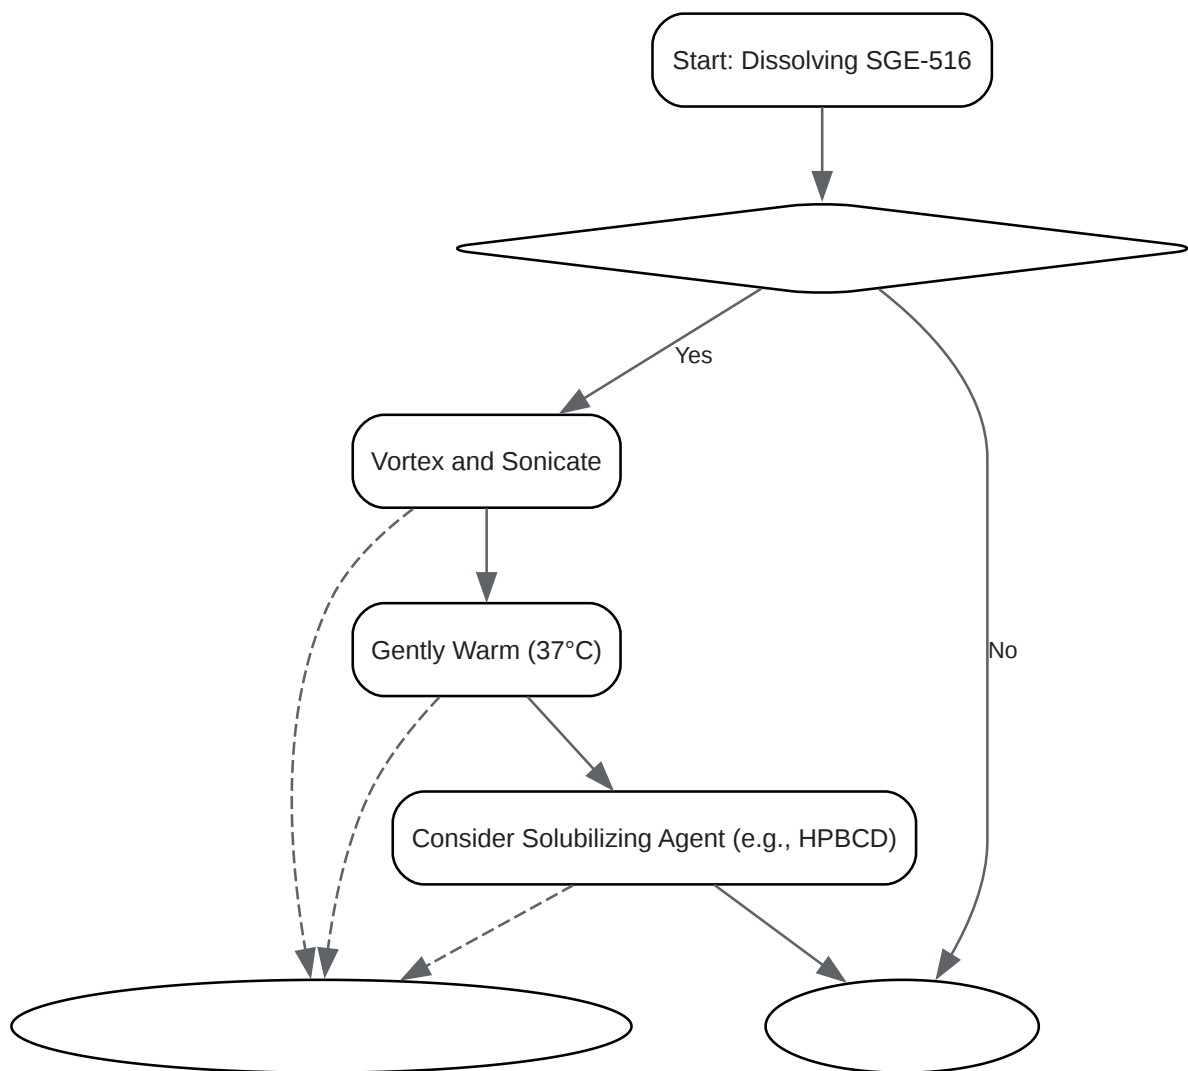 Start: Dissolving SGE-516
Yes
Vortex and Sonicate
Gently Warm (37°C)
No
Consider Solubilizing Agent (e.g., HPBCD)